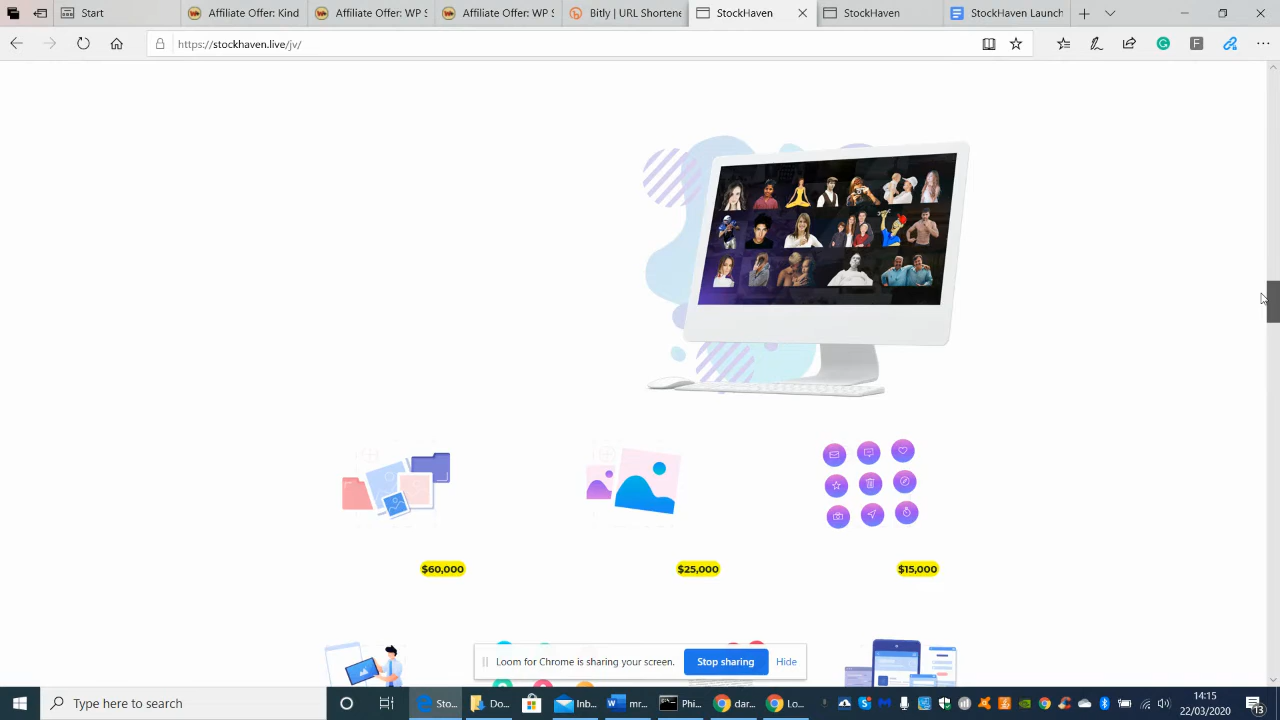 Start
Affiliate Offer: Kind
Affiliate Offer: WP S
Affiliate Offer: WP S
Bitly | URL Shortene
StockHaven
StockHaven
StockHaven Launch
https://stockhaven.live/jv/
$60,000
$25,000
$15,000
Loom for Chrome is sharing your screen.
Stop sharing
Hide
Type here to search
Sto...
Do...
Inb...
mr...
Phi...
dar...
Lo...
14:15
22/03/2020
13